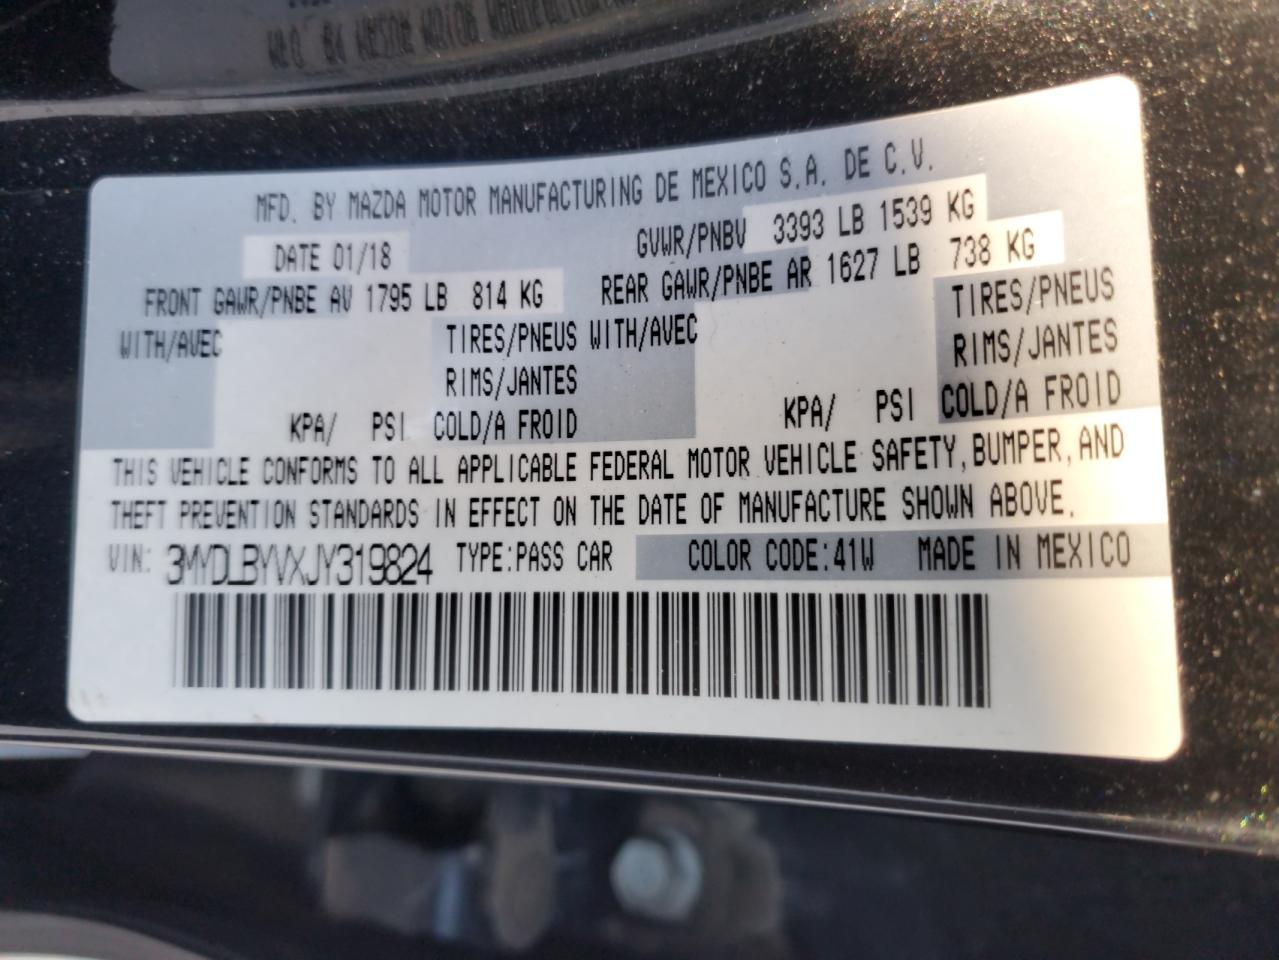 MFD. BY MAZDA MOTOR MANUFACTURING DE MEXICO S.A. DE C.V.
DATE 01/18 GVWR/PNBV 3393 LB 1539 KG
FRONT GAWR/PNBE AV 1795 LB 814 KG REAR GAWR/PNBE AR 1627 LB 738 KG
WITH/AVEC TIRES/PNEUS WITH/AVEC TIRES/PNEUS
RIMS/JANTES RIMS/JANTES
KPA/ PSI COLD/A FROID KPA/ PSI COLD/A FROID
THIS VEHICLE CONFORMS TO ALL APPLICABLE FEDERAL MOTOR VEHICLE SAFETY, BUMPER, AND
THEFT PREVENTION STANDARDS IN EFFECT ON THE DATE OF MANUFACTURE SHOWN ABOVE.
VIN: 3MYDLBYVXJY319824 TYPE:PASS CAR COLOR CODE:41W MADE IN MEXICO